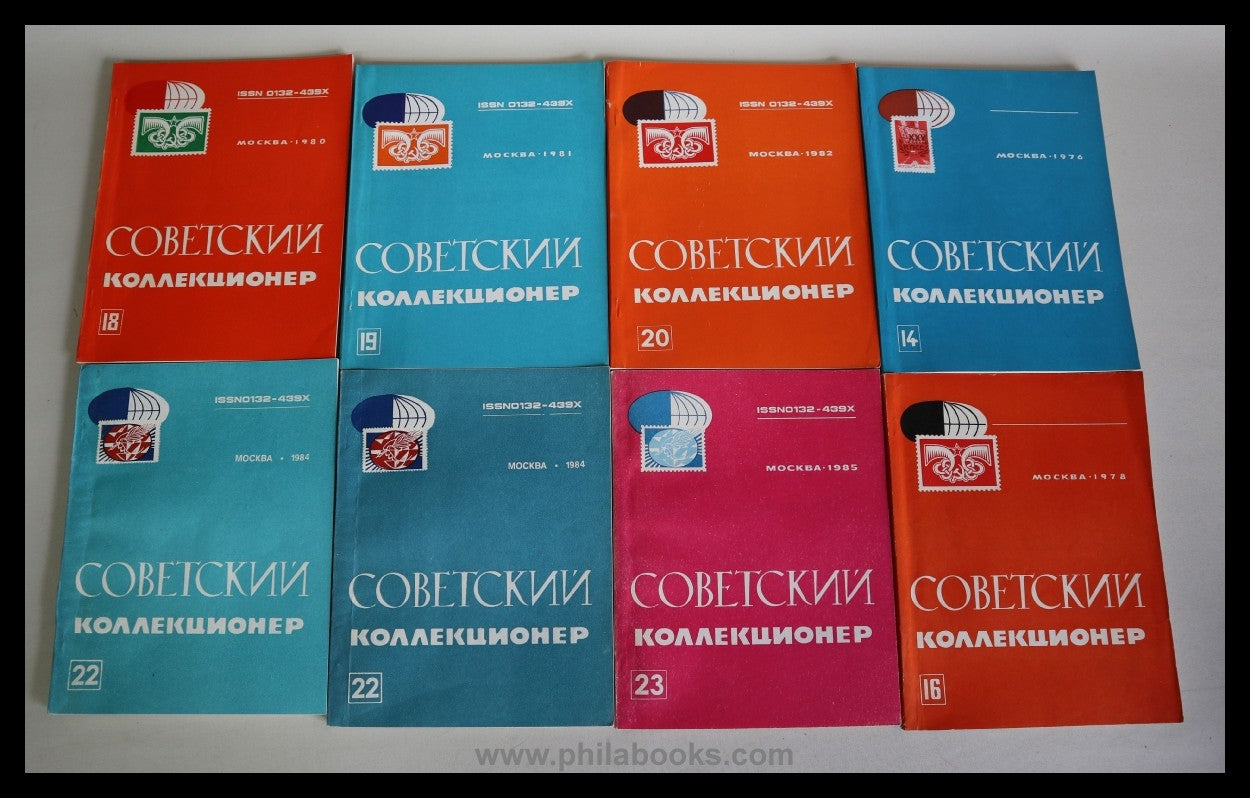 ISSN 0132-439X
МОСКВА·1980
СОВЕТСКИЙ
КОЛЛЕКЦИОНЕР
18
ISSN 0132-439X
МОСКВА·1981
СОВЕТСКИЙ
КОЛЛЕКЦИОНЕР
19
ISSN 0132-439X
МОСКВА·1982
СОВЕТСКИЙ
КОЛЛЕКЦИОНЕР
20
МОСКВА·1976
СОВЕТСКИЙ
КОЛЛЕКЦИОНЕР
14
ISSN0132-439X
МОСКВА • 1984
СОВЕТСКИЙ
КОЛЛЕКЦИОНЕР
22
ISSN0132-439X
МОСКВА • 1984
СОВЕТСКИЙ
КОЛЛЕКЦИОНЕР
22
ISSN0132-439X
МОСКВА·1985
СОВЕТСКИЙ
КОЛЛЕКЦИОНЕР
23
МОСКВА·1978
СОВЕТСКИЙ
КОЛЛЕКЦИОНЕР
16
www.philabooks.com